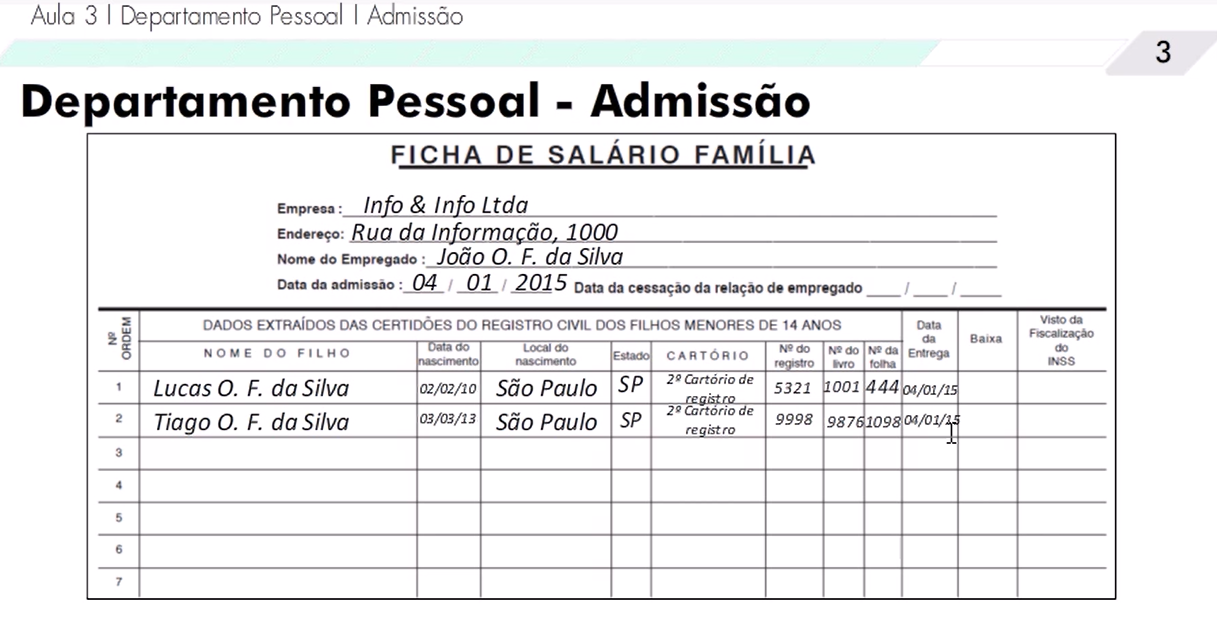 Aula 3 | Departamento Pessoal | Admissão
3
Departamento Pessoal - Admissão
FICHA DE SALÁRIO FAMÍLIA
Empresa : Info & Info Ltda
Endereço: Rua da Informação, 1000
Nome do Empregado : João O. F. da Silva
Data da admissão : 04 / 01 / 2015 Data da cessação da relação de empregado ____ / ____ / ____
Nº ORDEM
DADOS EXTRAÍDOS DAS CERTIDÕES DO REGISTRO CIVIL DOS FILHOS MENORES DE 14 ANOS
Data da Entrega
Baixa
Visto da Fiscalização do INSS
NOME DO FILHO Data do nascimento Local do nascimento Estado CARTÓRIO Nº do registro Nº do livro Nº da folha
1 Lucas O. F. da Silva 02/02/10 São Paulo SP 2º Cartório de registro 5321 1001 444 04/01/15
2 Tiago O. F. da Silva 03/03/13 São Paulo SP 2º Cartório de registro 9998 9876 1098 04/01/15
3
4
5
6
7